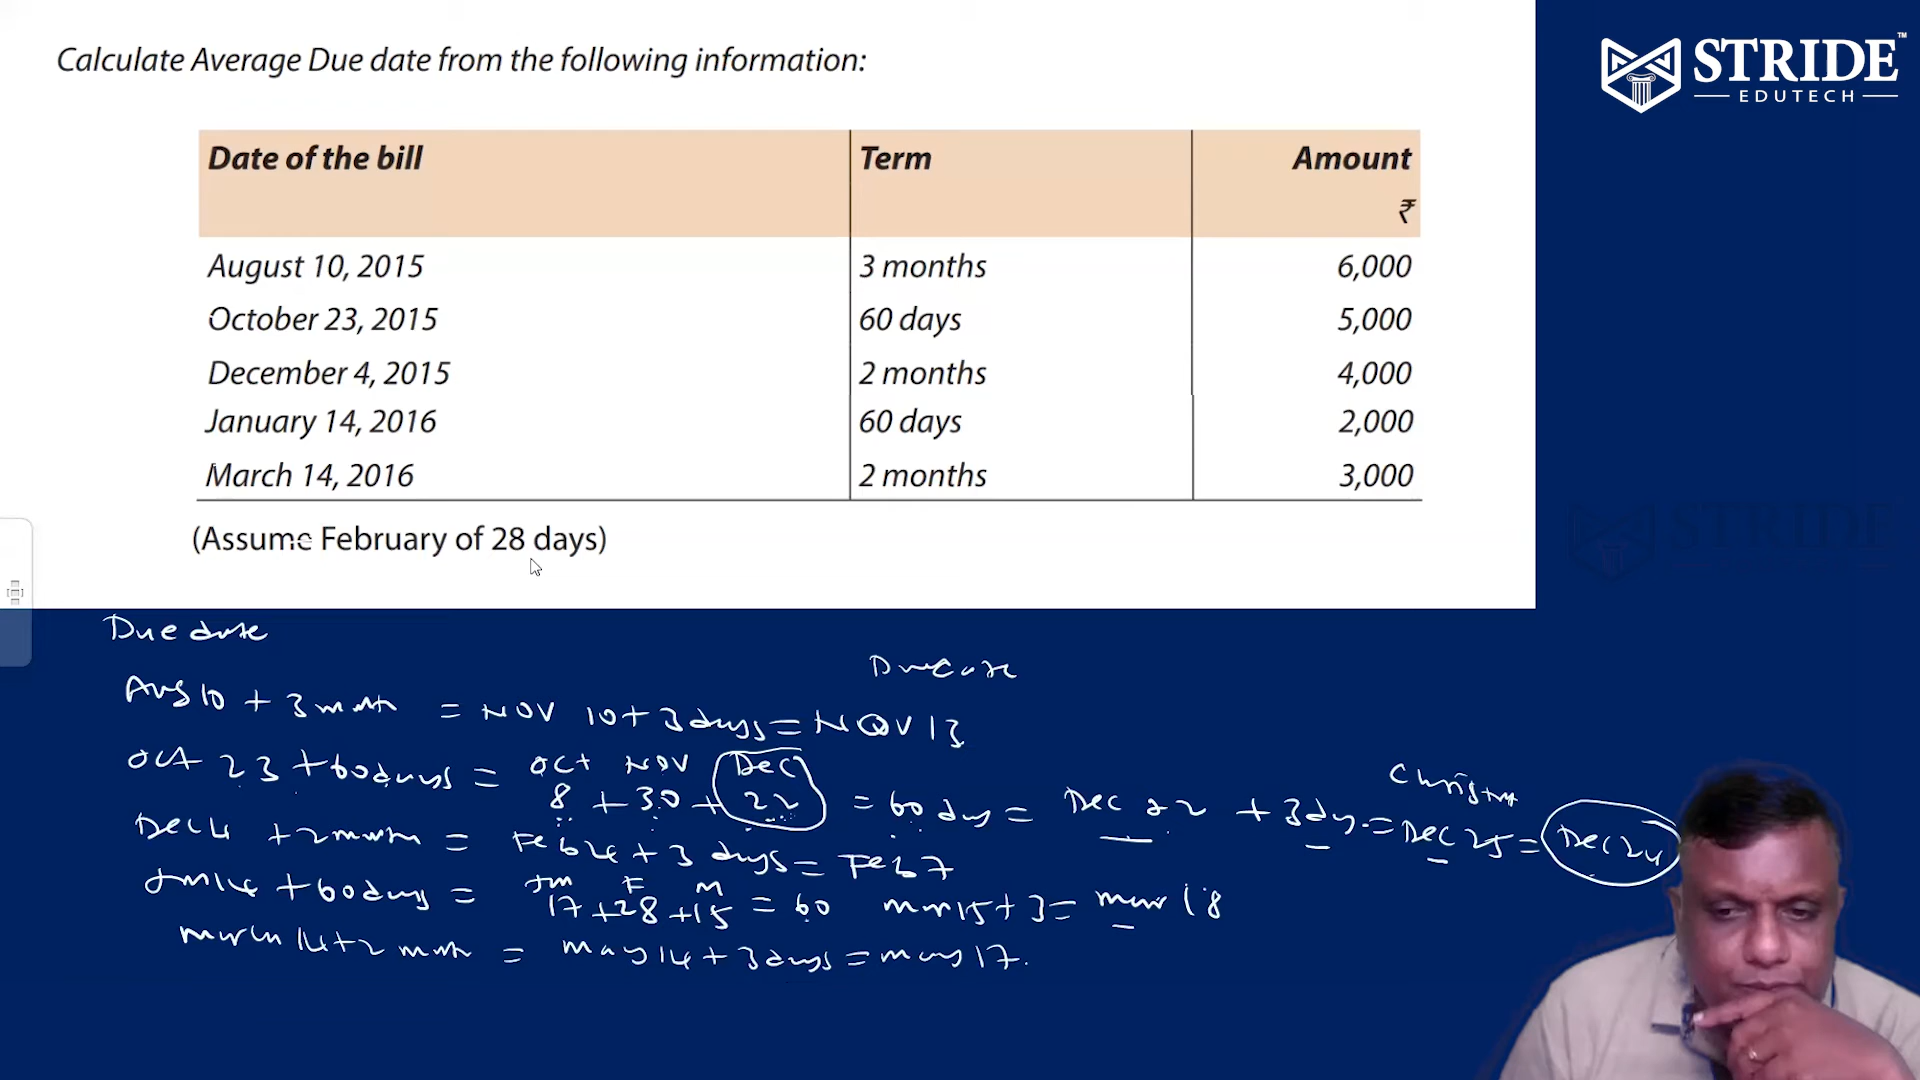 Calculate Average Due date from the following information:
STRIDE™
EDUTECH
Date of the bill Term Amount
₹
August 10, 2015 3 months 6,000
October 23, 2015 60 days 5,000
December 4, 2015 2 months 4,000
January 14, 2016 60 days 2,000
March 14, 2016 2 months 3,000
(Assume February of 28 days)
STRIDE
Due date
Due date
Aug 10 + 3 month = NOV 10 + 3 days = NOV 13
Oct Nov Dec
Oct 23 + 60 days = 8 + 30 + 22 = 60 days = Dec 22 + 3 day. = Dec 25 = Dec 24
Dec 4 + 2 month = Feb 4 + 3 days = Feb 7
Jan F M
Jan 14 + 60 days = 17 + 28 + 15 = 60 mar 15 + 3 = mar 18
march 14 + 2 month = may 14 + 3 days = may 17.